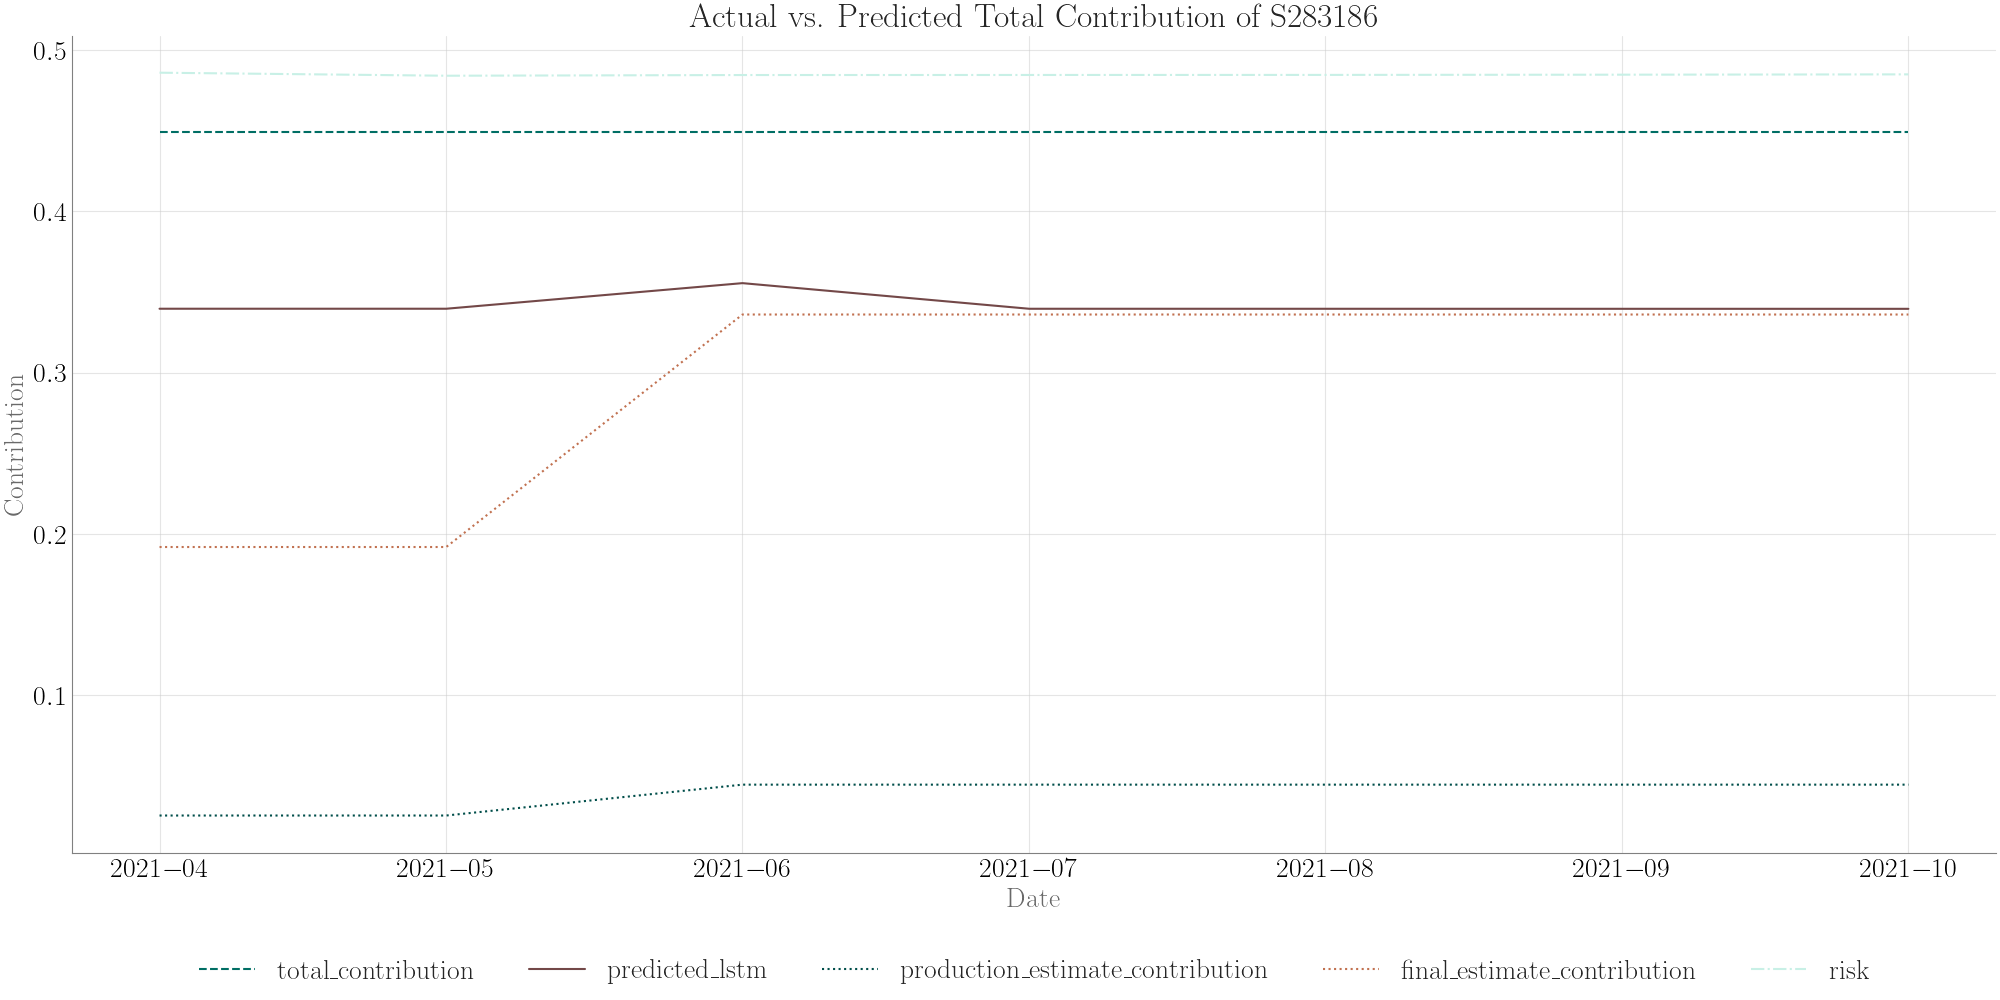 Actual vs. Predicted Total Contribution of S283186
0.5
0.4
0.3
0.2
0.1
Contribution
2021−04 2021−05 2021−06 2021−07 2021−08 2021−09 2021−10
Date
total_contribution predicted_lstm production_estimate_contribution final_estimate_contribution risk